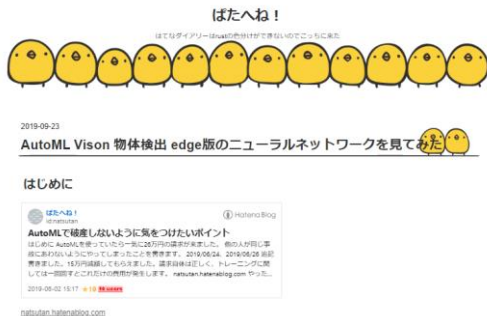 ぱたへね！
はてなダイアリーはrustの色分けができないのでこっちに来た
2019-09-23
AutoML Vison 物体検出 edge版のニューラルネットワークを見てみた
はじめに
ぱたへね！
id:natsutan
Hatena Blog
AutoMLで破産しないように気をつけたいポイント
はじめに AutoMLを使っていたら一気に26万円の請求が来ました。 他の人が同じ事
故にあわないようにやってしまったことを書きます。 2019/06/24、2019/06/26 追記
書きました。15万円減額してもらえました。請求自体は正しく、トレーニングに関
しては一回回すとこれだけの費用が発生します。 natsutan.hatenablog.com やった...
2019-06-02 15:17
natsutan.hatenablog.com